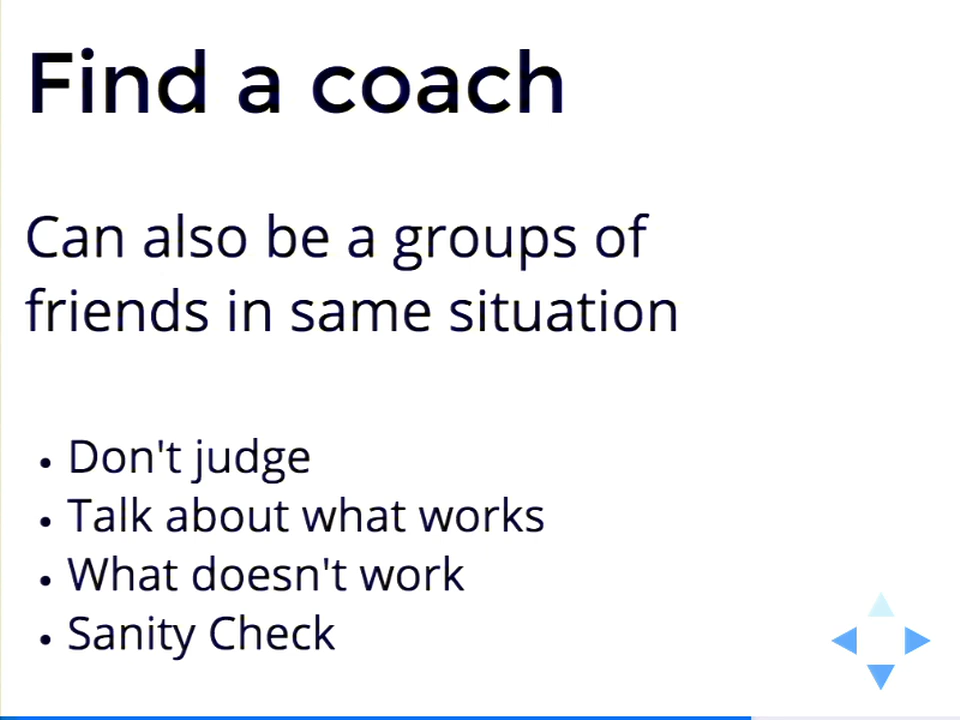 Find a coach
Can also be a groups of
friends in same situation
• Don't judge
• Talk about what works
• What doesn't work
• Sanity Check